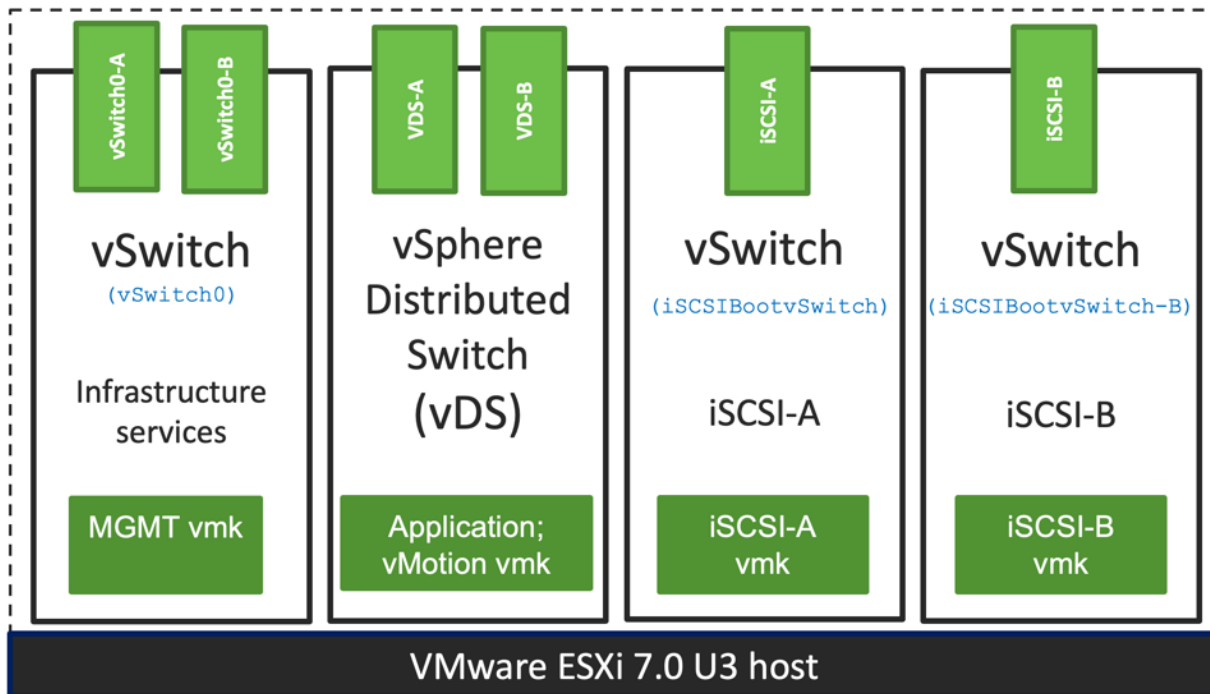 vSwitch0-A
vSwitch0-B
vSwitch
(vSwitch0)
Infrastructure
services
MGMT vmk
VDS-A
VDS-B
vSphere
Distributed
Switch
(vDS)
Application;
vMotion vmk
iSCSI-A
vSwitch
(iSCSIBootvSwitch)
iSCSI-A
iSCSI-A
vmk
iSCSI-B
vSwitch
(iSCSIBootvSwitch-B)
iSCSI-B
iSCSI-B
vmk
VMware ESXi 7.0 U3 host